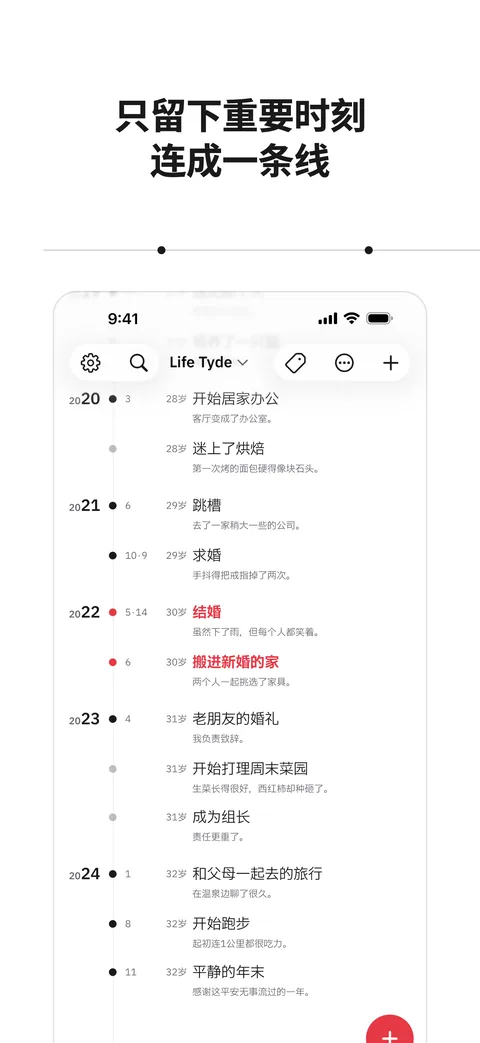 只留下重要时刻
连成一条线
9:41
Life Tyde
2020 3 28岁 开始居家办公
客厅变成了办公室。
28岁 迷上了烘焙
第一次烤的面包硬得像块石头。
2021 6 29岁 跳槽
去了一家稍大一些的公司。
10·9 29岁 求婚
手抖得把戒指掉了两次。
2022 5·14 30岁 结婚
虽然下了雨，但每个人都笑着。
6 30岁 搬进新婚的家
两个人一起挑选了家具。
2023 4 31岁 老朋友的婚礼
我负责致辞。
31岁 开始打理周末菜园
生菜长得很好，西红柿却种砸了。
31岁 成为组长
责任更重了。
2024 1 32岁 和父母一起去的旅行
在温泉边聊了很久。
8 32岁 开始跑步
起初连1公里都很吃力。
11 32岁 平静的年末
感谢这平安无事流过的一年。